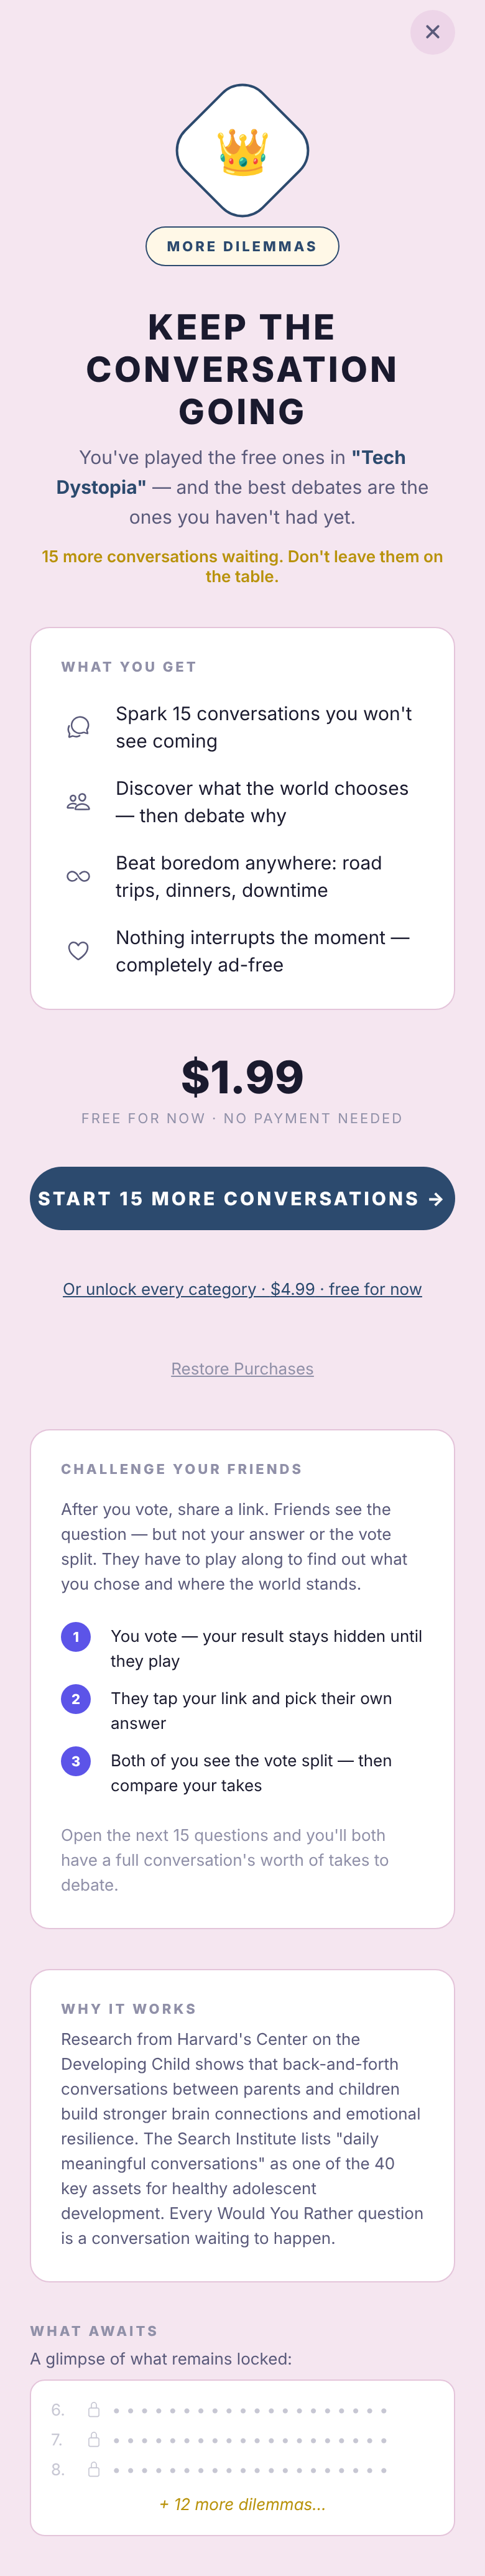 MORE DILEMMAS
KEEP THE
CONVERSATION
GOING
You've played the free ones in "Tech
Dystopia" — and the best debates are the
ones you haven't had yet.
15 more conversations waiting. Don't leave them on
the table.
WHAT YOU GET
Spark 15 conversations you won't
see coming
Discover what the world chooses
— then debate why
Beat boredom anywhere: road
trips, dinners, downtime
Nothing interrupts the moment —
completely ad-free
$1.99
FREE FOR NOW · NO PAYMENT NEEDED
START 15 MORE CONVERSATIONS →
Or unlock every category · $4.99 · free for now
Restore Purchases
CHALLENGE YOUR FRIENDS
After you vote, share a link. Friends see the
question — but not your answer or the vote
split. They have to play along to find out what
you chose and where the world stands.
1 You vote — your result stays hidden until
they play
2 They tap your link and pick their own
answer
3 Both of you see the vote split — then
compare your takes
Open the next 15 questions and you'll both
have a full conversation's worth of takes to
debate.
WHY IT WORKS
Research from Harvard's Center on the
Developing Child shows that back-and-forth
conversations between parents and children
build stronger brain connections and emotional
resilience. The Search Institute lists "daily
meaningful conversations" as one of the 40
key assets for healthy adolescent
development. Every Would You Rather question
is a conversation waiting to happen.
WHAT AWAITS
A glimpse of what remains locked:
6. • • • • • • • • • • • • • • • • • • • •
7. • • • • • • • • • • • • • • • • • • • •
8. • • • • • • • • • • • • • • • • • • • •
+ 12 more dilemmas...